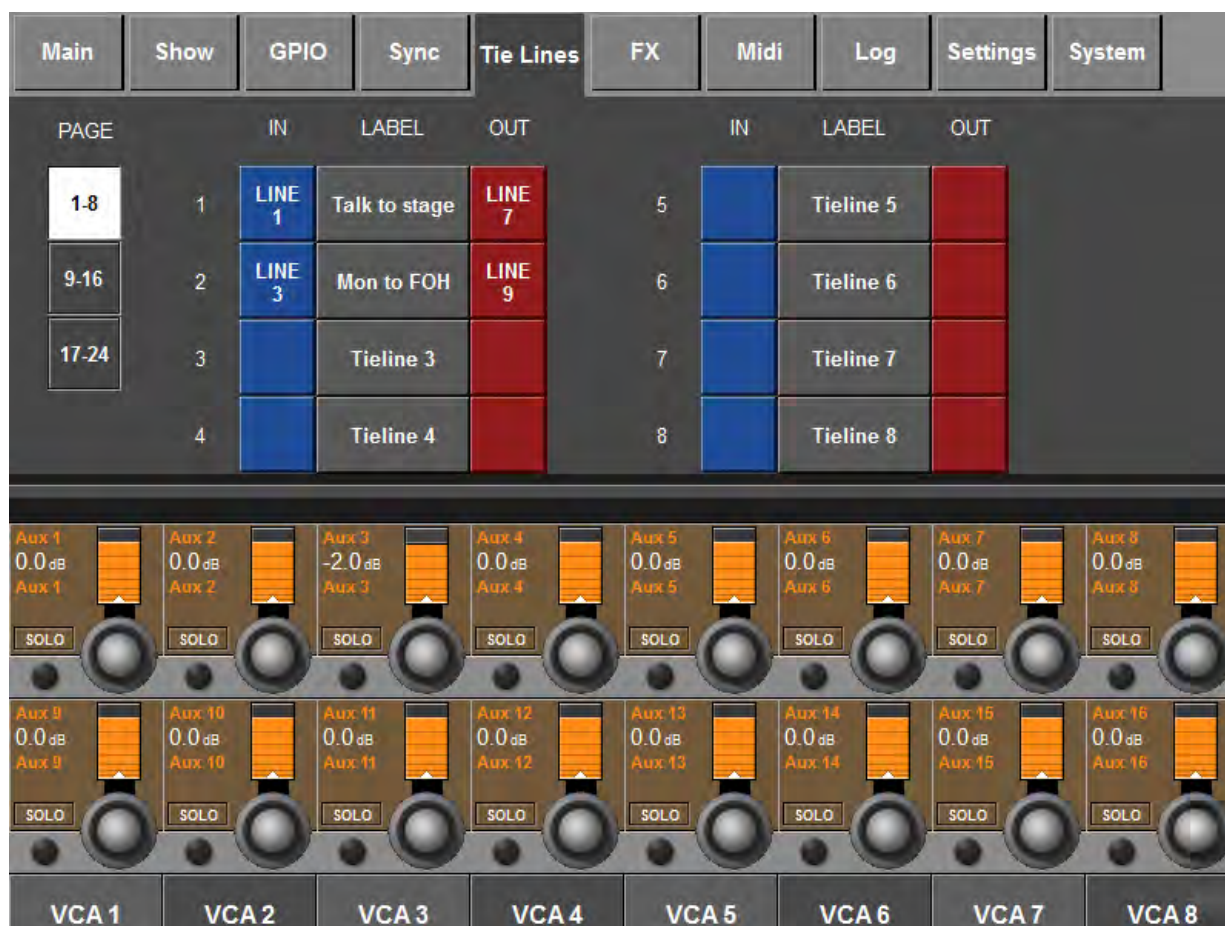 Main Show GPIO Sync Tie Lines FX Midi Log Settings System
PAGE IN LABEL OUT IN LABEL OUT
1-8 1 LINE 1 Talk to stage LINE 7 5 Tieline 5
9-16 2 LINE 3 Mon to FOH LINE 9 6 Tieline 6
17-24 3 Tieline 3 7 Tieline 7
4 Tieline 4 8 Tieline 8
Aux 1 Aux 2 Aux 3 Aux 4 Aux 5 Aux 6 Aux 7 Aux 8
0.0 dB 0.0 dB -2.0 dB 0.0 dB 0.0 dB 0.0 dB 0.0 dB 0.0 dB
Aux 1 Aux 2 Aux 3 Aux 4 Aux 5 Aux 6 Aux 7 Aux 8
SOLO SOLO SOLO SOLO SOLO SOLO SOLO SOLO
Aux 9 Aux 10 Aux 11 Aux 12 Aux 13 Aux 14 Aux 15 Aux 16
0.0 dB 0.0 dB 0.0 dB 0.0 dB 0.0 dB 0.0 dB 0.0 dB 0.0 dB
Aux 9 Aux 10 Aux 11 Aux 12 Aux 13 Aux 14 Aux 15 Aux 16
SOLO SOLO SOLO SOLO SOLO SOLO SOLO SOLO
VCA 1 VCA 2 VCA 3 VCA 4 VCA 5 VCA 6 VCA 7 VCA 8